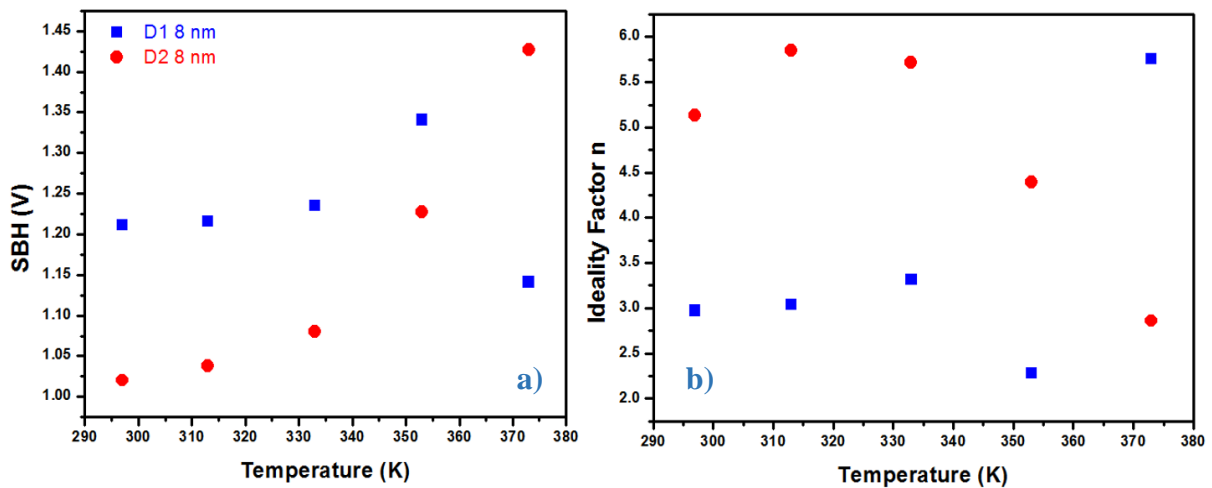 D1 8 nm
D2 8 nm
1.45
1.40
1.35
1.30
1.25
1.20
1.15
1.10
1.05
1.00
SBH (V)
290 300 310 320 330 340 350 360 370 380
Temperature (K)
a)
6.0
5.5
5.0
4.5
4.0
3.5
3.0
2.5
2.0
Ideality Factor n
290 300 310 320 330 340 350 360 370 380
Temperature (K)
b)